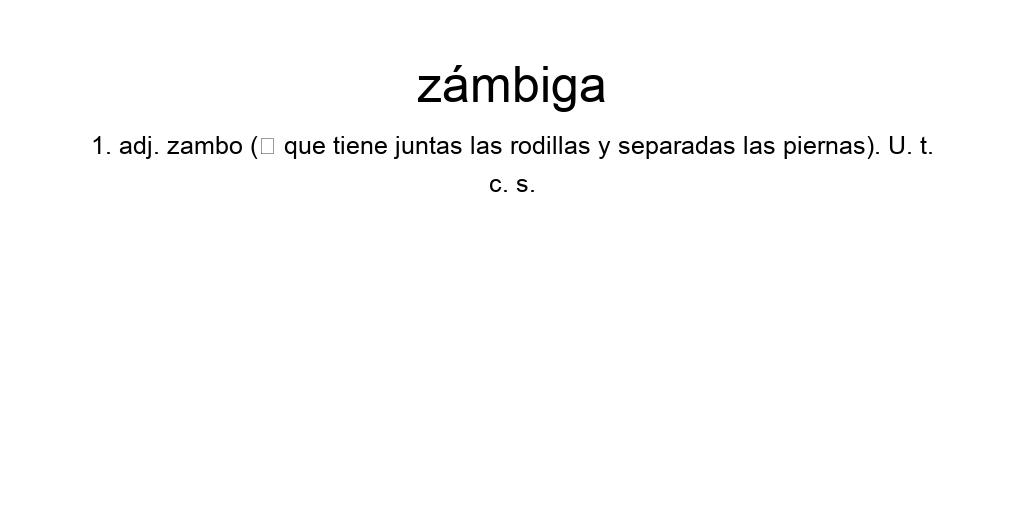 zámbiga
1. adj. zambo (□ que tiene juntas las rodillas y separadas las piernas). U. t.
c. s.